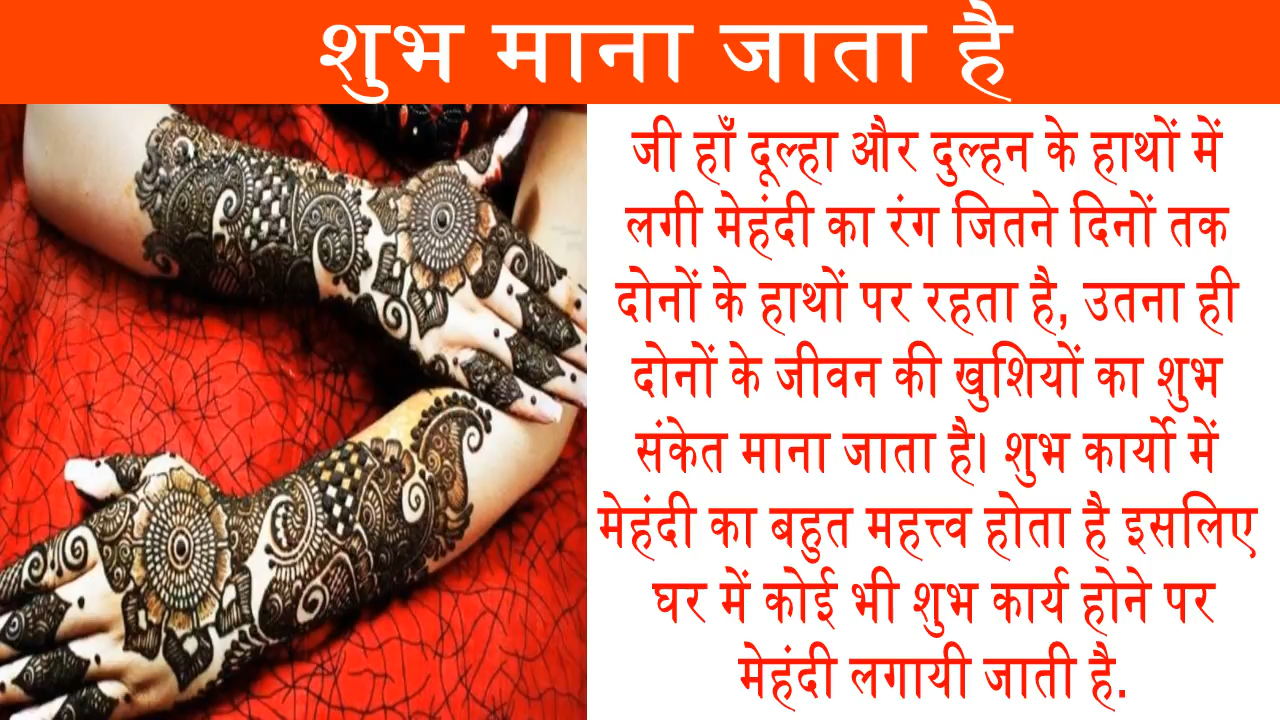 शुभ माना जाता है
जी हाँ दूल्हा और दुल्हन के हाथों में
लगी मेहंदी का रंग जितने दिनों तक
दोनों के हाथों पर रहता है, उतना ही
दोनों के जीवन की खुशियों का शुभ
संकेत माना जाता है। शुभ कार्यो में
मेहंदी का बहुत महत्त्व होता है इसलिए
घर में कोई भी शुभ कार्य होने पर
मेहंदी लगायी जाती है.